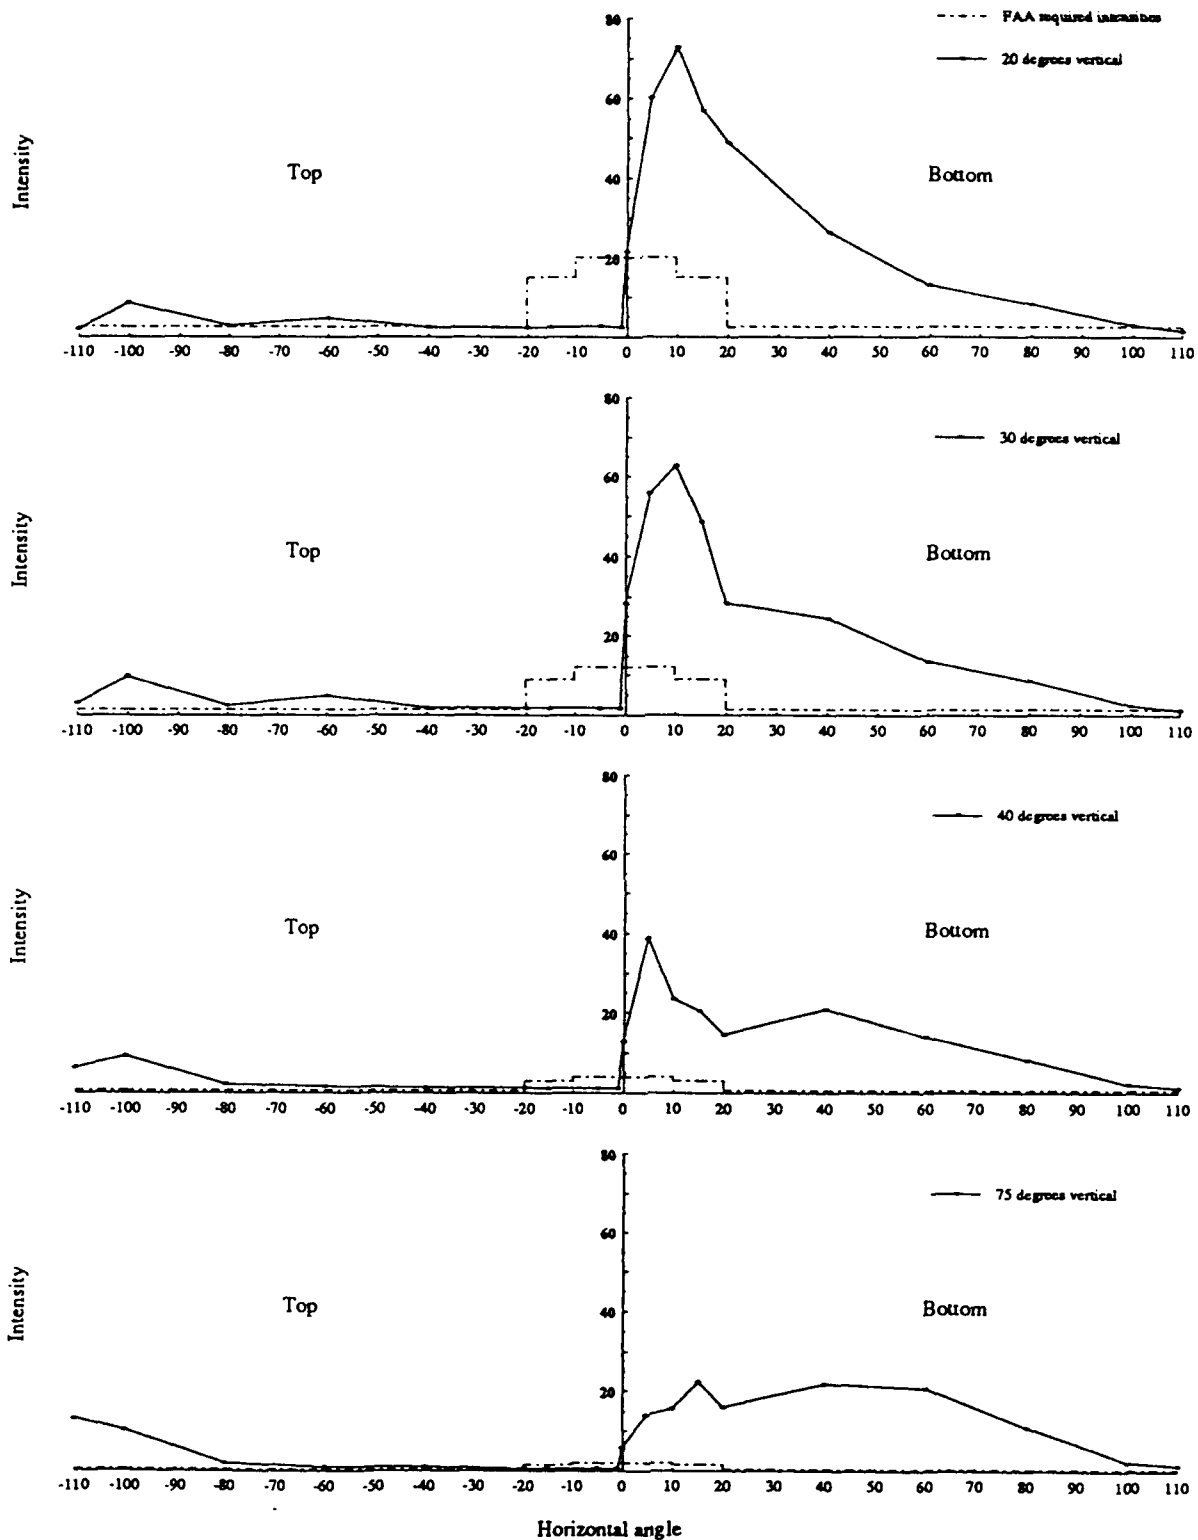 FAA required intensities
20 degrees vertical
Intensity
Top
Bottom
80
60
40
20
-110 -100 -90 -80 -70 -60 -50 -40 -30 -20 -10 0 10 20 30 40 50 60 70 80 90 100 110
30 degrees vertical
Intensity
Top
Bottom
80
60
40
20
-110 -100 -90 -80 -70 -60 -50 -40 -30 -20 -10 0 10 20 30 40 50 60 70 80 90 100 110
40 degrees vertical
Intensity
Top
Bottom
80
60
40
20
-110 -100 -90 -80 -70 -60 -50 -40 -30 -20 -10 0 10 20 30 40 50 60 70 80 90 100 110
75 degrees vertical
Intensity
Top
Bottom
80
60
40
20
-110 -100 -90 -80 -70 -60 -50 -40 -30 -20 -10 0 10 20 30 40 50 60 70 80 90 100 110
Horizontal angle